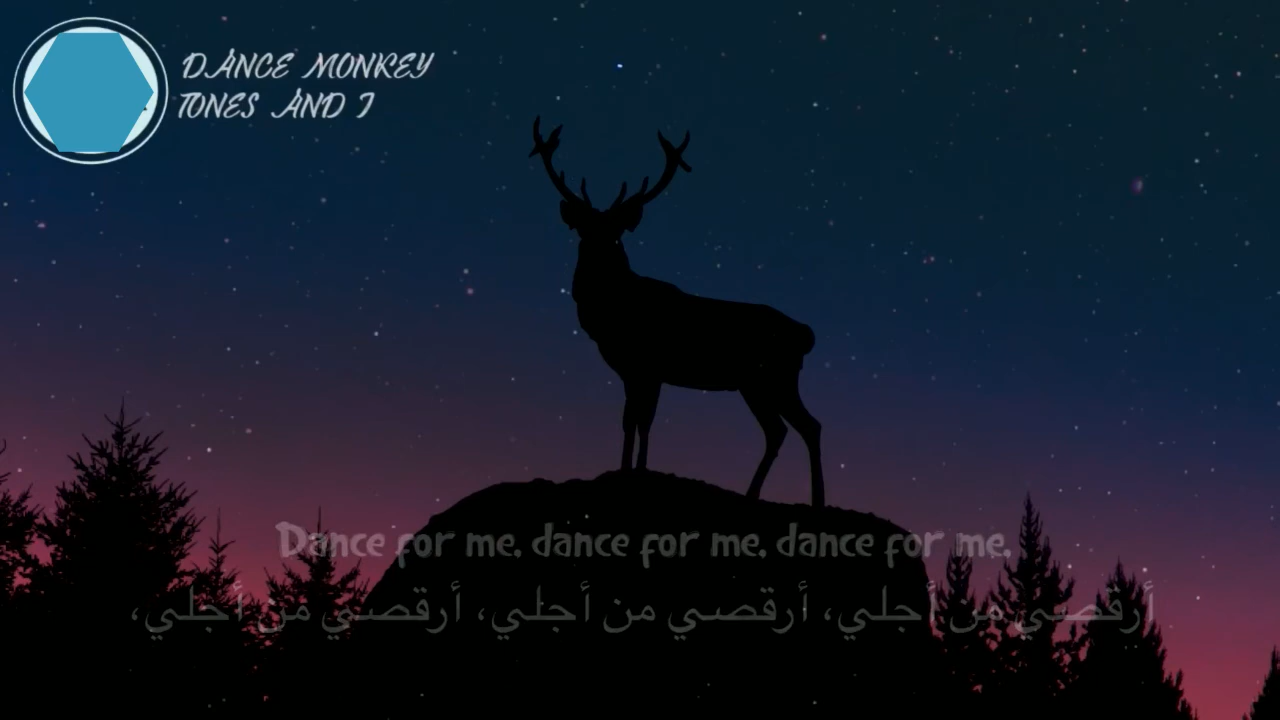 DANCE MONKEY
TONES AND I
Dance for me, dance for me, dance for me,
أرقصي من أجلي، أرقصي من أجلي، أرقصي من أجلي،